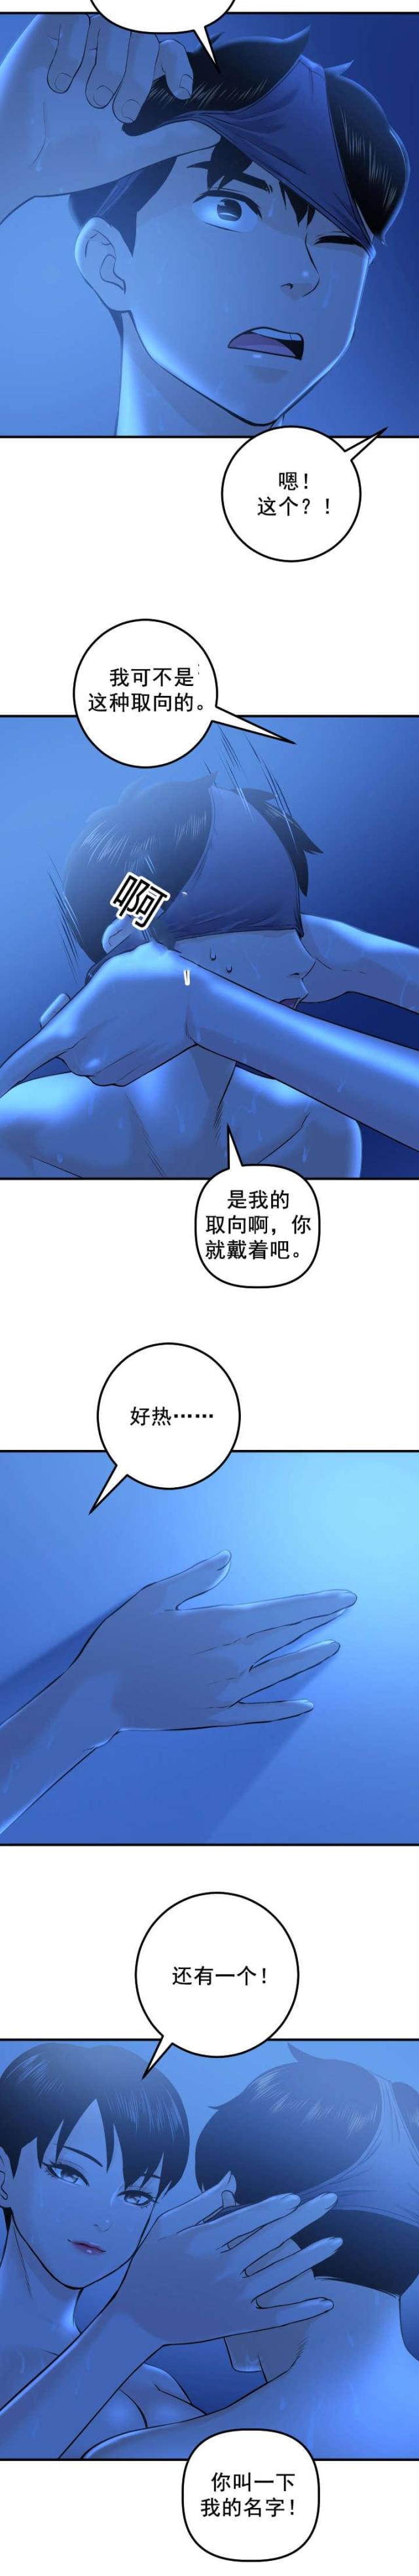 嗯！
这个？！
我可不是
这种取向的。
啊
是我的
取向啊，你
就戴着吧。
好热……
还有一个！
你叫一下
我的名字！